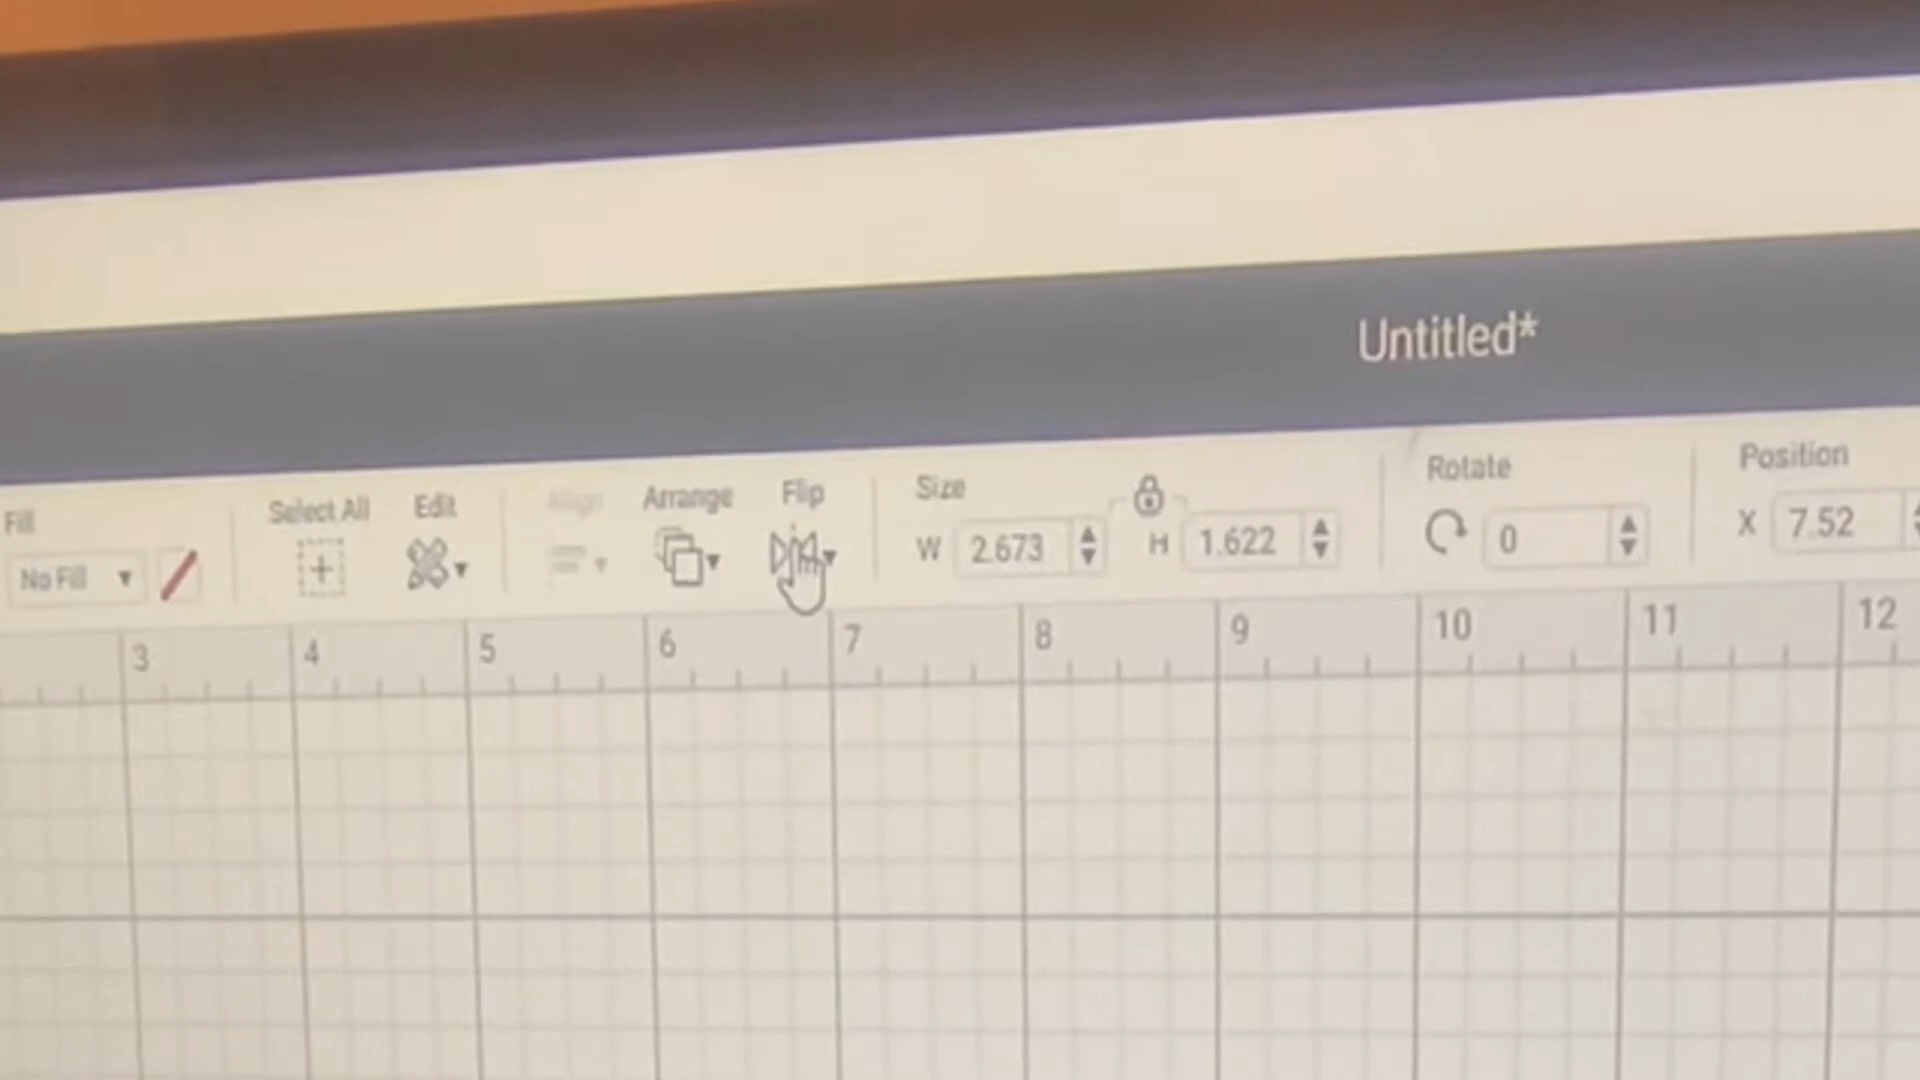 Untitled*
Fill
Select All
Edit
Align
Arrange
Flip
Size
Rotate
Position
No Fill
W 2.673
H 1.622
0
X 7.52
3 4 5 6 7 8 9 10 11 12